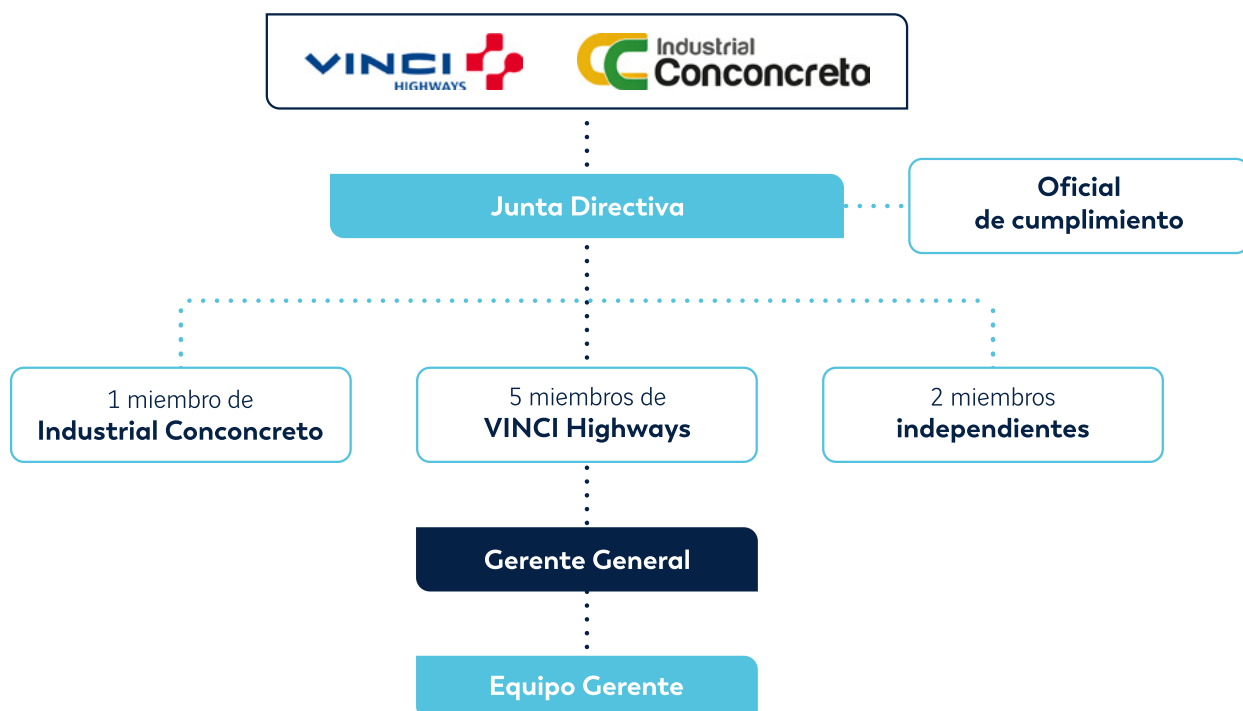 VINCI
HIGHWAYS
Industrial
Conconcreto
Junta Directiva
Oficial
de cumplimiento
1 miembro de
Industrial Conconcreto
5 miembros de
VINCI Highways
2 miembros
independientes
Gerente General
Equipo Gerente